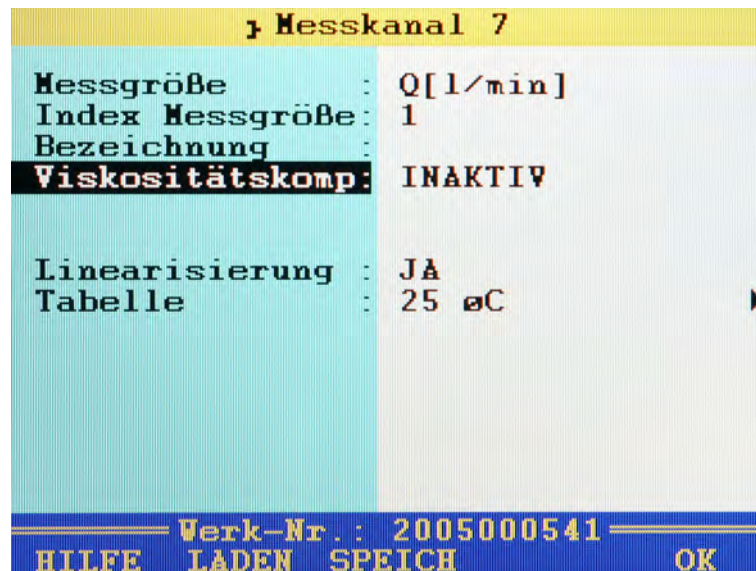 Messkanal 7
Messgröße : Q[l/min]
Index Messgröße: 1
Bezeichnung :
Viskositätskomp: INAKTIV
Linearisierung : JA
Tabelle : 25 øC
Werk-Nr.: 2005000541
HILFE LADEN SPEICH OK